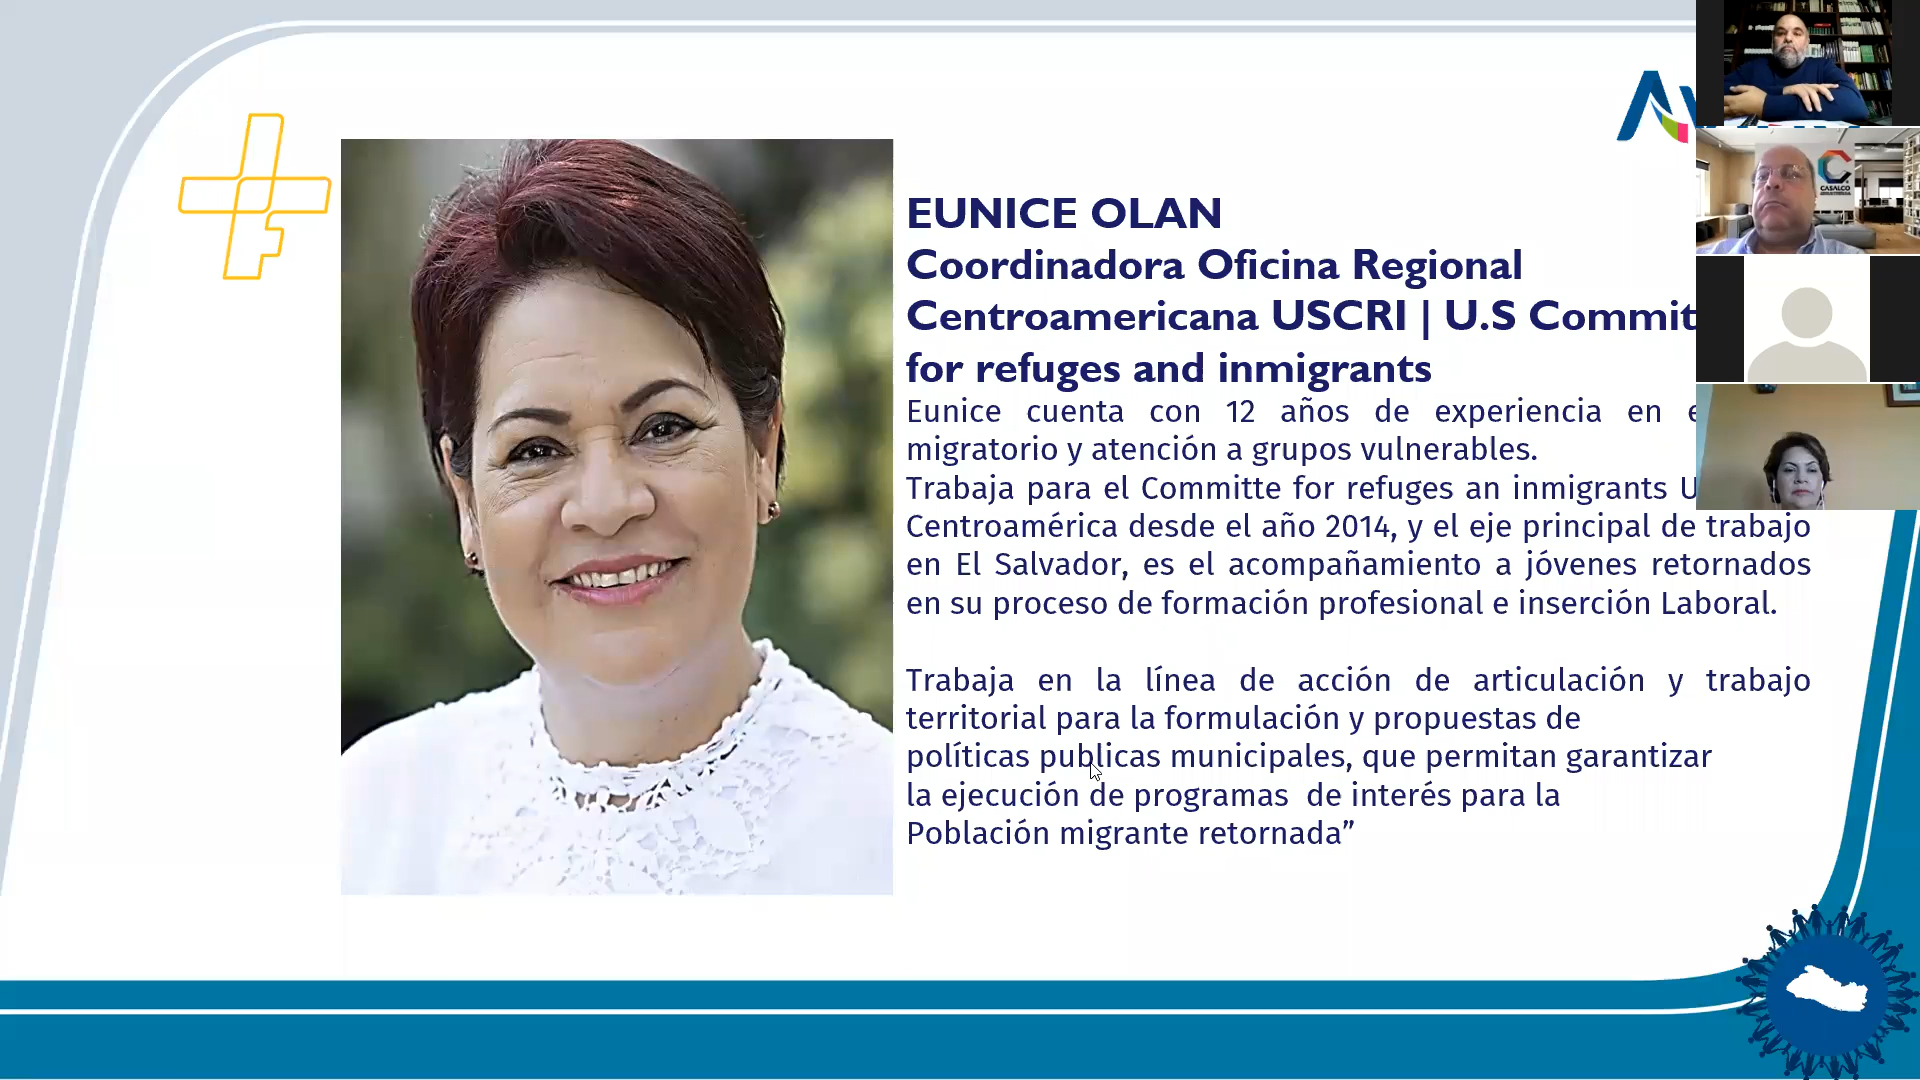 EUNICE OLAN
Coordinadora Oficina Regional
Centroamericana USCRI | U.S Commit
for refuges and inmigrants
Eunice cuenta con 12 años de experiencia en
migratorio y atención a grupos vulnerables.
Trabaja para el Committe for refuges an inmigrants U
Centroamérica desde el año 2014, y el eje principal de trabajo
en El Salvador, es el acompañamiento a jóvenes retornados
en su proceso de formación profesional e inserción Laboral.
Trabaja en la línea de acción de articulación y trabajo
territorial para la formulación y propuestas de
políticas publicas municipales, que permitan garantizar
la ejecución de programas de interés para la
Población migrante retornada”
CASALCO